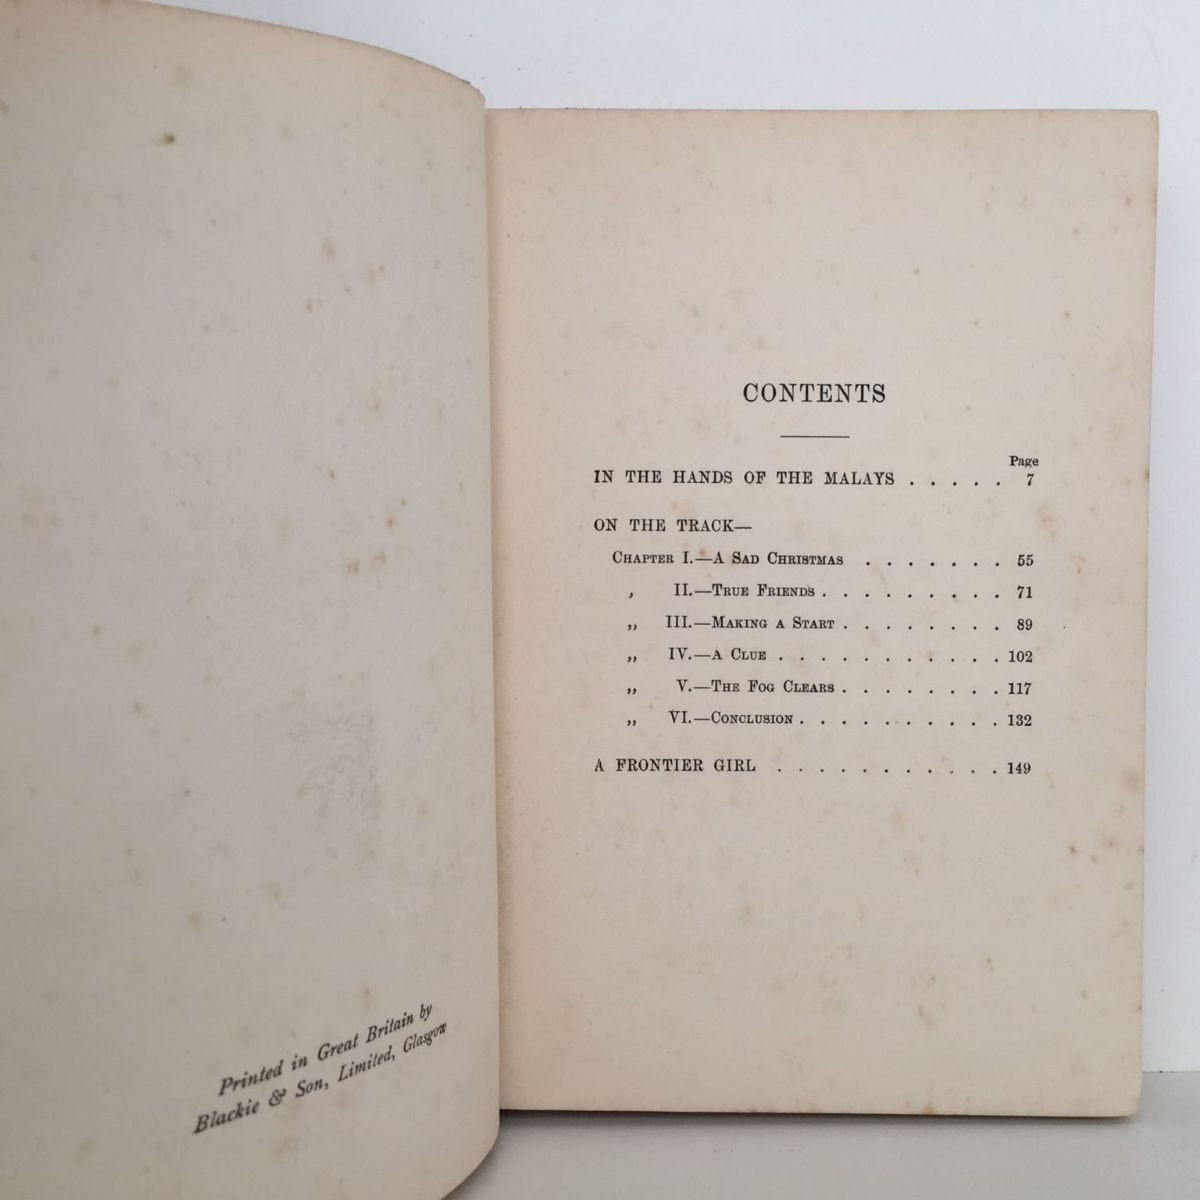 Printed in Great Britain by
Blackie & Son, Limited, Glasgow
CONTENTS
Page
IN THE HANDS OF THE MALAYS . . . . . 7
ON THE TRACK—
CHAPTER I.—A SAD CHRISTMAS . . . . . . . 55
, II.—TRUE FRIENDS . . . . . . . . . 71
„ III.—MAKING A START . . . . . . . . 89
„ IV.—A CLUE . . . . . . . . . . . 102
„ V.—THE FOG CLEARS . . . . . . . . 117
„ VI.—CONCLUSION . . . . . . . . . . 132
A FRONTIER GIRL . . . . . . . . . . . 149